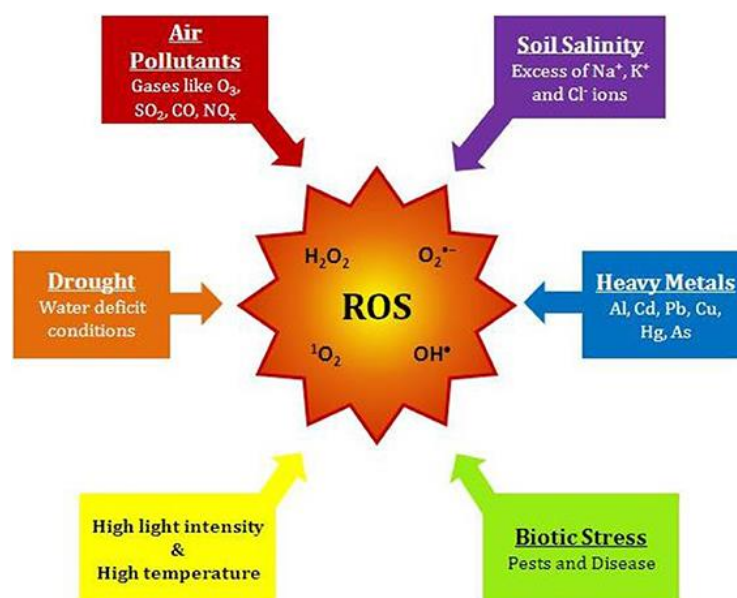 Air
Pollutants
Gases like O₃,
SO₂, CO, NOₓ
Soil Salinity
Excess of Na⁺, K⁺
and Cl⁻ ions
Drought
Water deficit
conditions
H₂O₂
O₂•⁻
ROS
¹O₂
OH•
Heavy Metals
Al, Cd, Pb, Cu,
Hg, As
High light intensity
&
High temperature
Biotic Stress
Pests and Disease